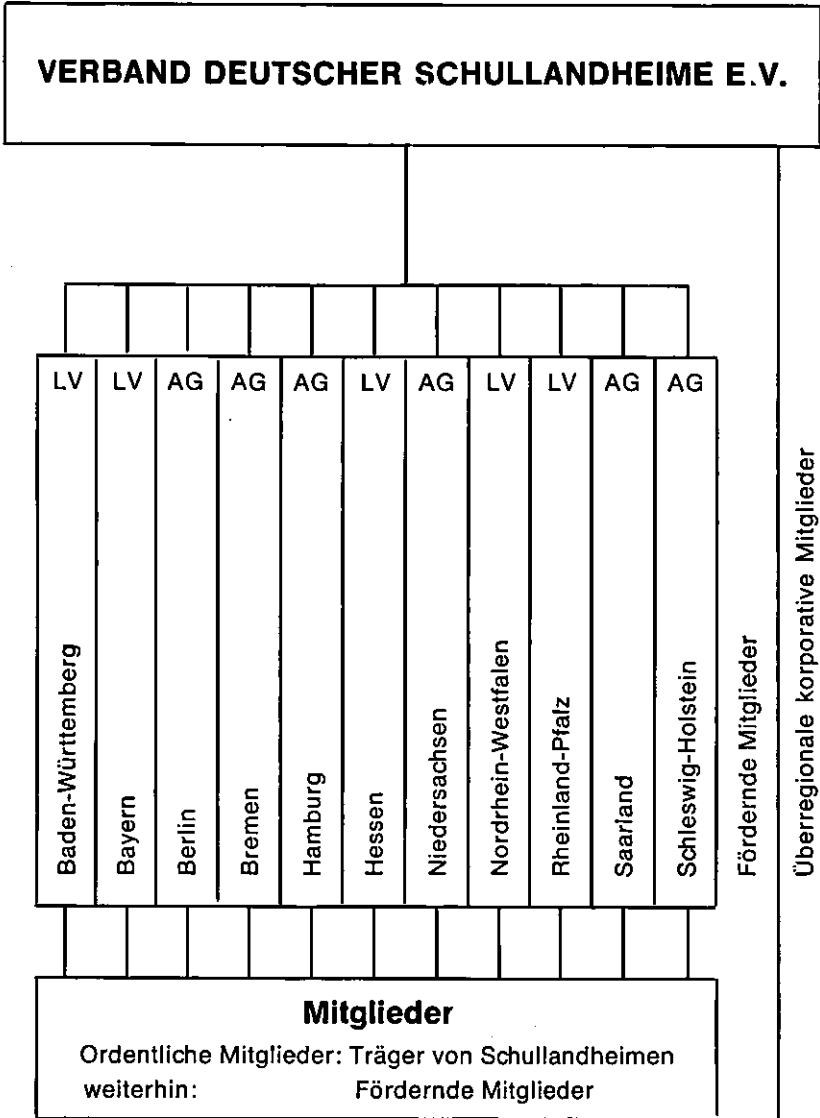 VERBAND DEUTSCHER SCHULLANDHEIME E.V.
LV LV AG AG AG LV AG LV LV AG AG
Baden-Württemberg
Bayern
Berlin
Bremen
Hamburg
Hessen
Niedersachsen
Nordrhein-Westfalen
Rheinland-Pfalz
Saarland
Schleswig-Holstein
Fördernde Mitglieder
Überregionale korporative Mitglieder
Mitglieder
Ordentliche Mitglieder: Träger von Schullandheimen
weiterhin: Fördernde Mitglieder